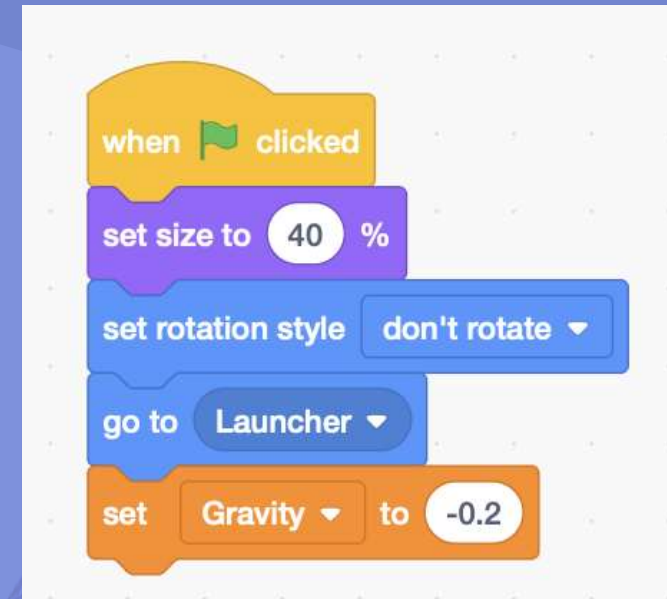 when clicked
set size to 40 %
set rotation style don't rotate
go to Launcher
set Gravity to -0.2